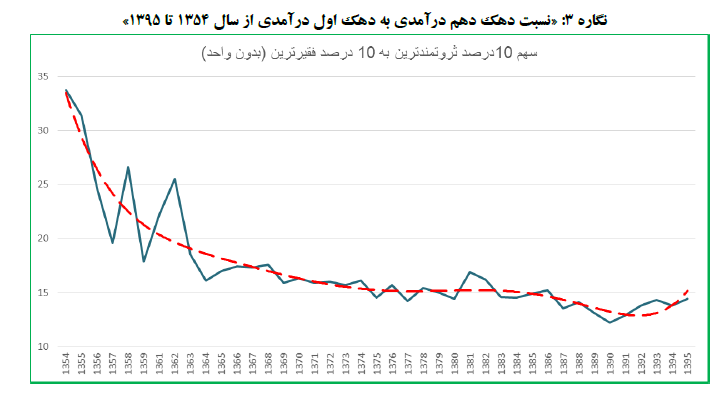 نگاره ۳: «نسبت دهک دهم درآمدی به دهک اول درآمدی از سال ۱۳۵۴ تا ۱۳۹۵»
سهم 10درصد ثروتمندترین به 10 درصد فقیرترین (بدون واحد)
35
30
25
20
15
10
1354 1355 1356 1357 1358 1359 1361 1362 1363 1364 1365 1366 1367 1368 1369 1370 1371 1372 1373 1374 1375 1376 1377 1378 1379 1380 1381 1382 1383 1384 1385 1386 1387 1388 1389 1390 1391 1392 1393 1394 1395